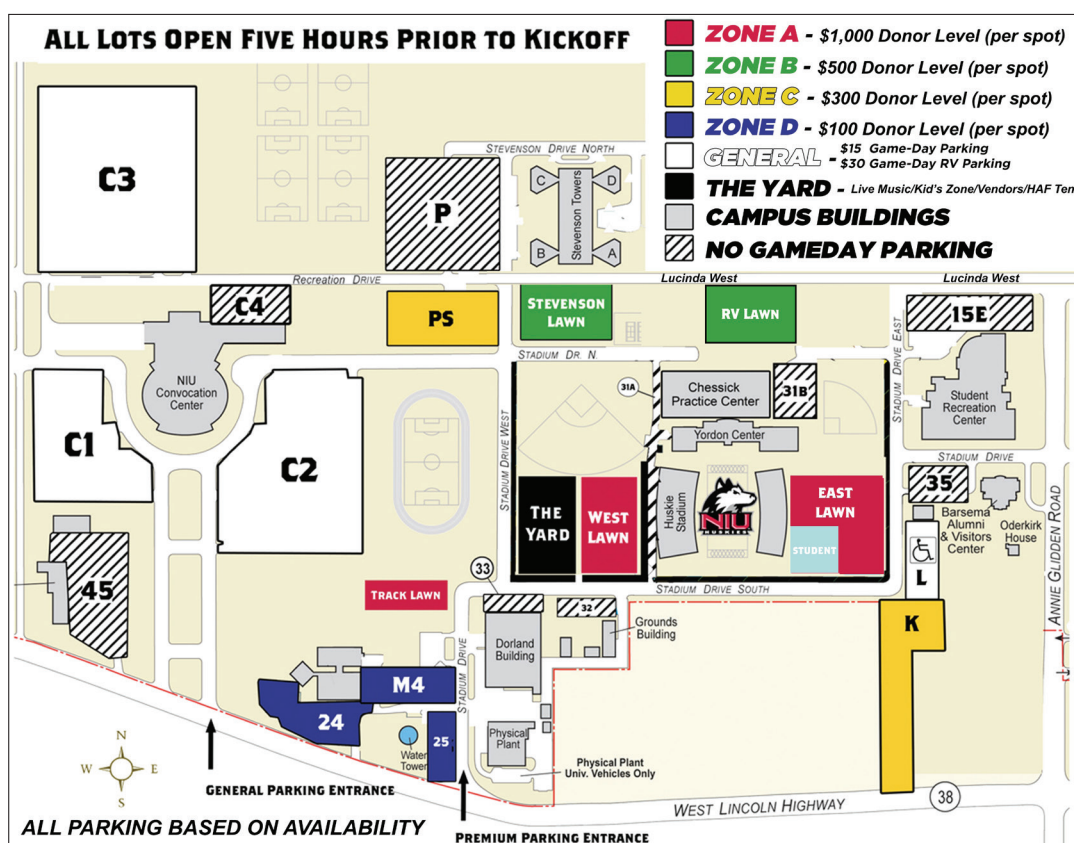 ALL LOTS OPEN FIVE HOURS PRIOR TO KICKOFF
ZONE A - $1,000 Donor Level (per spot)
ZONE B - $500 Donor Level (per spot)
ZONE C - $300 Donor Level (per spot)
ZONE D - $100 Donor Level (per spot)
GENERAL - $15 Game-Day Parking
$30 Game-Day RV Parking
THE YARD - Live Music/Kid's Zone/Vendors/HAF Ten
CAMPUS BUILDINGS
NO GAMEDAY PARKING
C3
P
STEVENSON DRIVE NORTH
C
D
Stevenson Towers
B
A
Recreation DRIVE
Lucinda West
Lucinda West
C4
PS
STEVENSON
LAWN
RV LAWN
15E
NIU
Convocation
Center
STADIUM DR. N.
31A
Chessick
Practice Center
31B
STADIUM DRIVE EAST
Student
Recreation
Center
C1
C2
STADIUM DRIVE WEST
Yordon Center
STADIUM DRIVE
THE
YARD
WEST
LAWN
Huskie
Stadium
NIU
HUSKIES
EAST
LAWN
STUDENT
35
Barsema
Alumni
& Visitors
Center
Oderkirk
House
ANNIE GLIDDEN ROAD
L
45
33
TRACK LAWN
32
STADIUM DRIVE SOUTH
K
Grounds
Building
Dorland
Building
STADIUM DRIVE
M4
24
25
Water
Tower
Physical
Plant
Physical Plant
Univ. Vehicles Only
N
W
E
S
GENERAL PARKING ENTRANCE
WEST LINCOLN HIGHWAY
38
ALL PARKING BASED ON AVAILABILITY
PREMIUM PARKING ENTRANCE